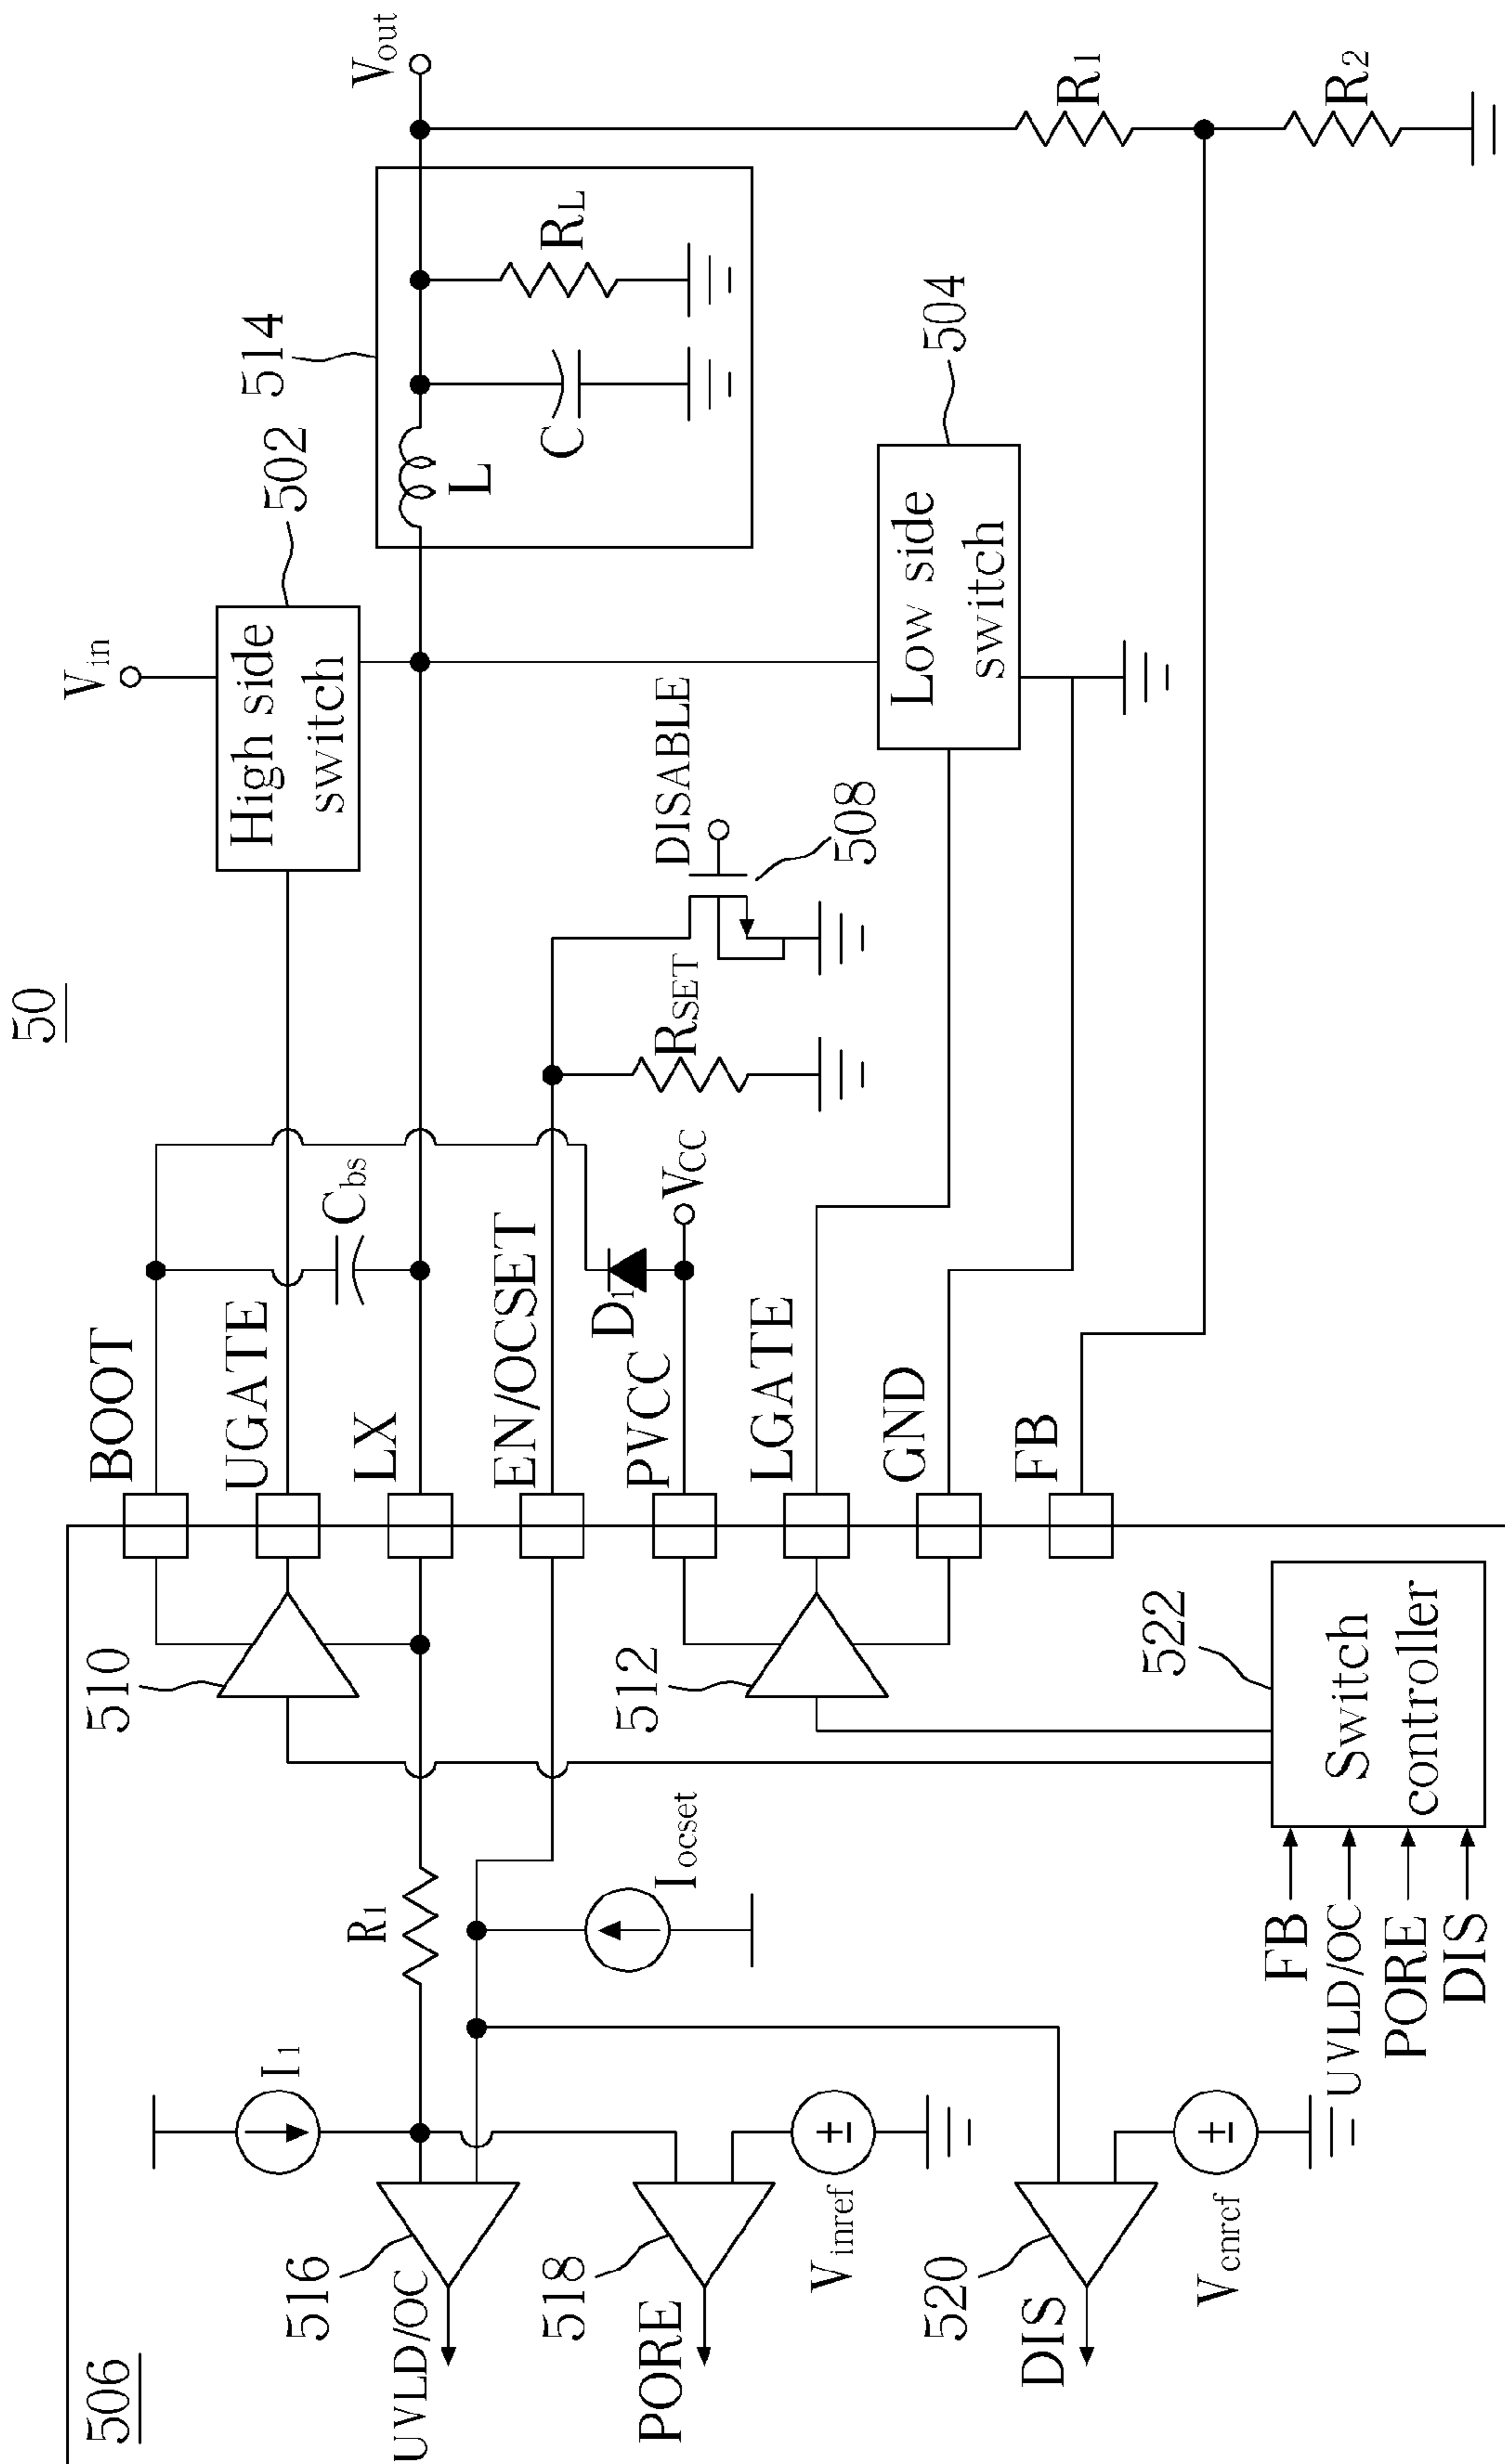 50
506
516
UVLD/OC
518
PORE
520
DIS
I1
Vinref
Venref
R1
Iocset
510
512
522
Switch
controller
FB
UVLD/OC
PORE
DIS
BOOT
UGATE
LX
EN/OCSET
PVCC
LGATE
GND
FB
Cbs
D1
VCC
RSET
DISABLE
508
Vin
High side
switch
502
514
L
C
RL
Low side
switch
504
Vout
R1
R2